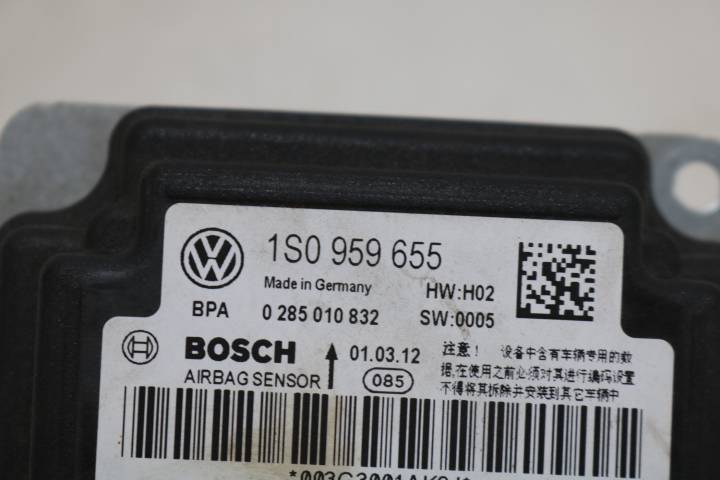 1S0 959 655
Made in Germany HW:H02
BPA 0 285 010 832 SW:0005
BOSCH 01.03.12
AIRBAG SENSOR 085
注意! 设备中含有车辆专用的数
据,在使用之前必须对其进行编码设置
不得将其拆除并安装到其它车辆中